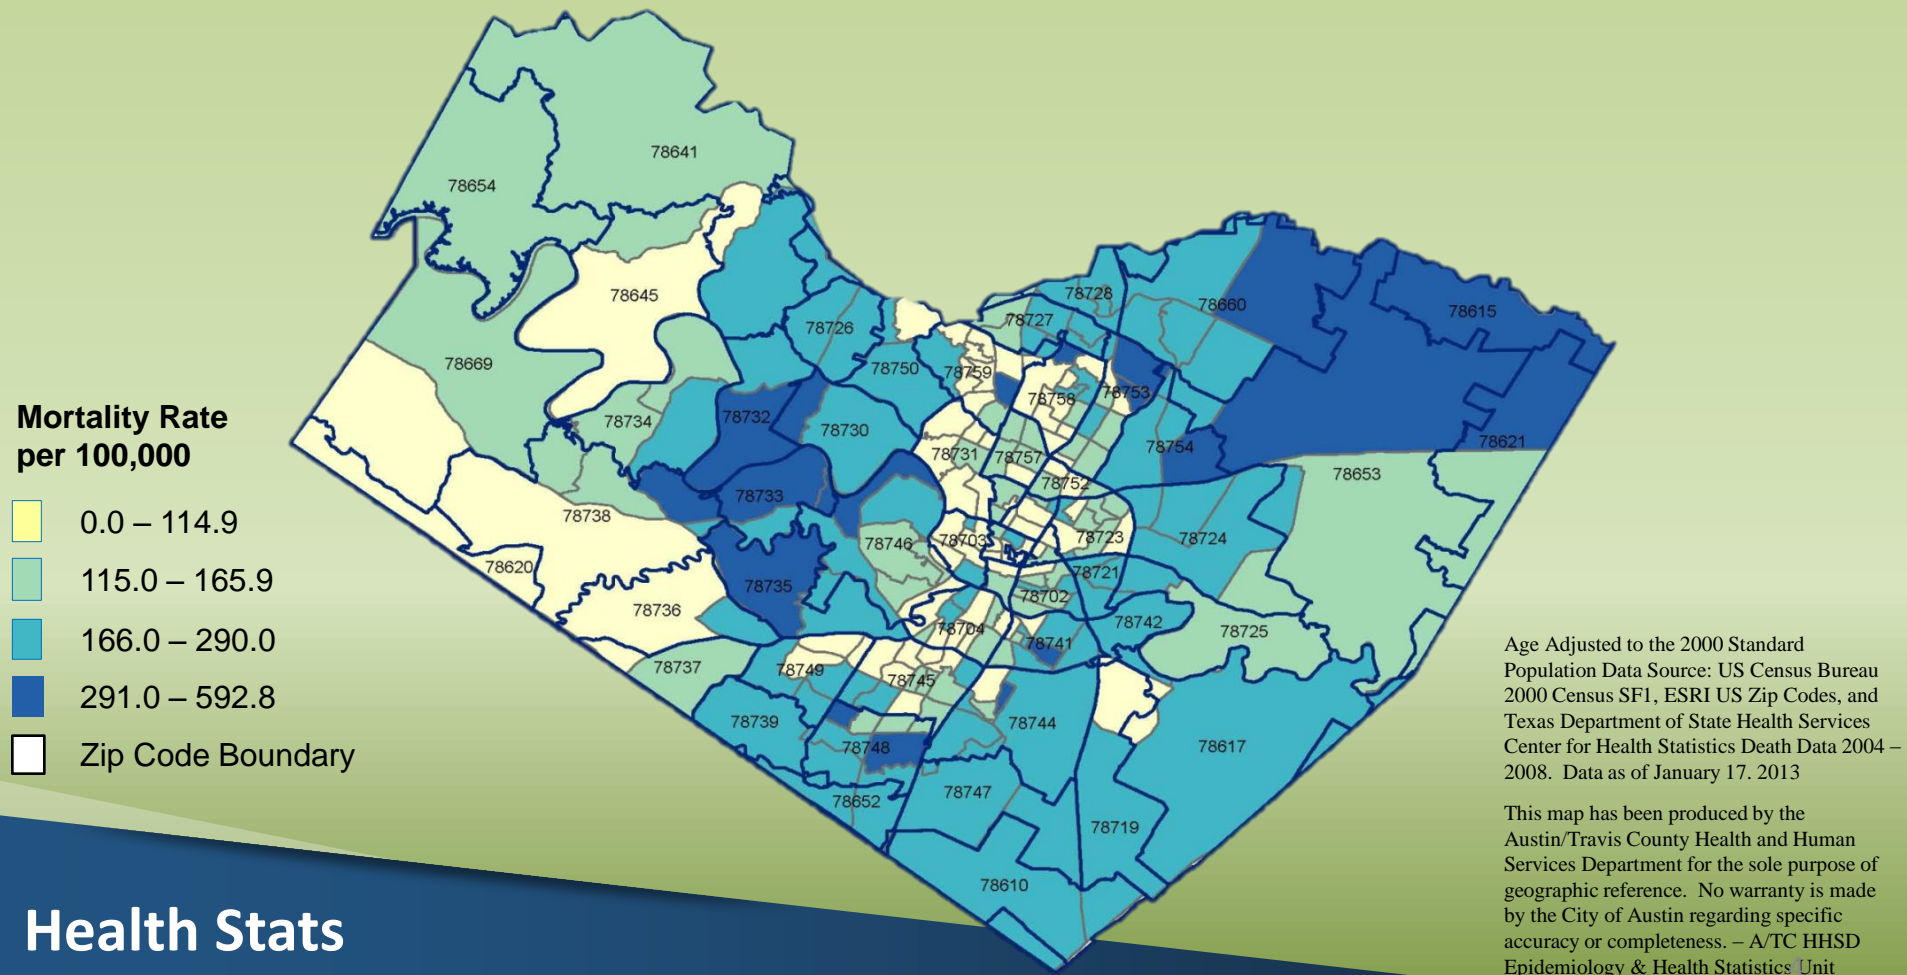 78641
78654
78645
78669
78734
78738
78620
78736
78737
78726
78750
78732
78730
78733
78735
78746
78749
78739
78748
78652
78745
78704
78703
78731
78759
78757
78758
78727
78728
78660
78753
78754
78752
78723
78721
78702
78741
78742
78724
78725
78653
78615
78621
78744
78747
78719
78617
78610
Mortality Rate
per 100,000
0.0 – 114.9
115.0 – 165.9
166.0 – 290.0
291.0 – 592.8
Zip Code Boundary
Age Adjusted to the 2000 Standard
Population Data Source: US Census Bureau
2000 Census SF1, ESRI US Zip Codes, and
Texas Department of State Health Services
Center for Health Statistics Death Data 2004 –
2008. Data as of January 17. 2013
This map has been produced by the
Austin/Travis County Health and Human
Services Department for the sole purpose of
geographic reference. No warranty is made
by the City of Austin regarding specific
accuracy or completeness. – A/TC HHSD
Epidemiology & Health Statistics Unit
4
Health Stats